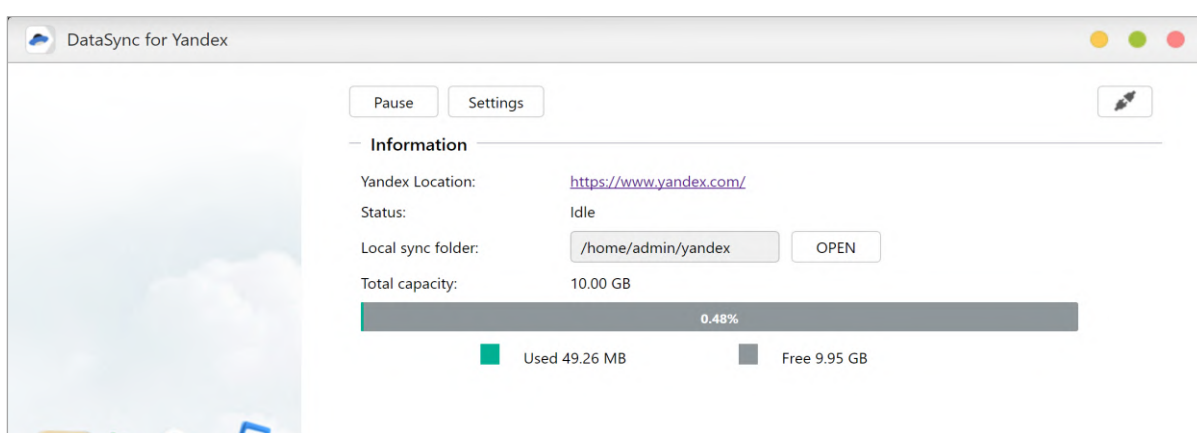 DataSync for Yandex
Pause Settings
Information
Yandex Location: https://www.yandex.com/
Status: Idle
Local sync folder: /home/admin/yandex OPEN
Total capacity: 10.00 GB
0.48%
Used 49.26 MB Free 9.95 GB